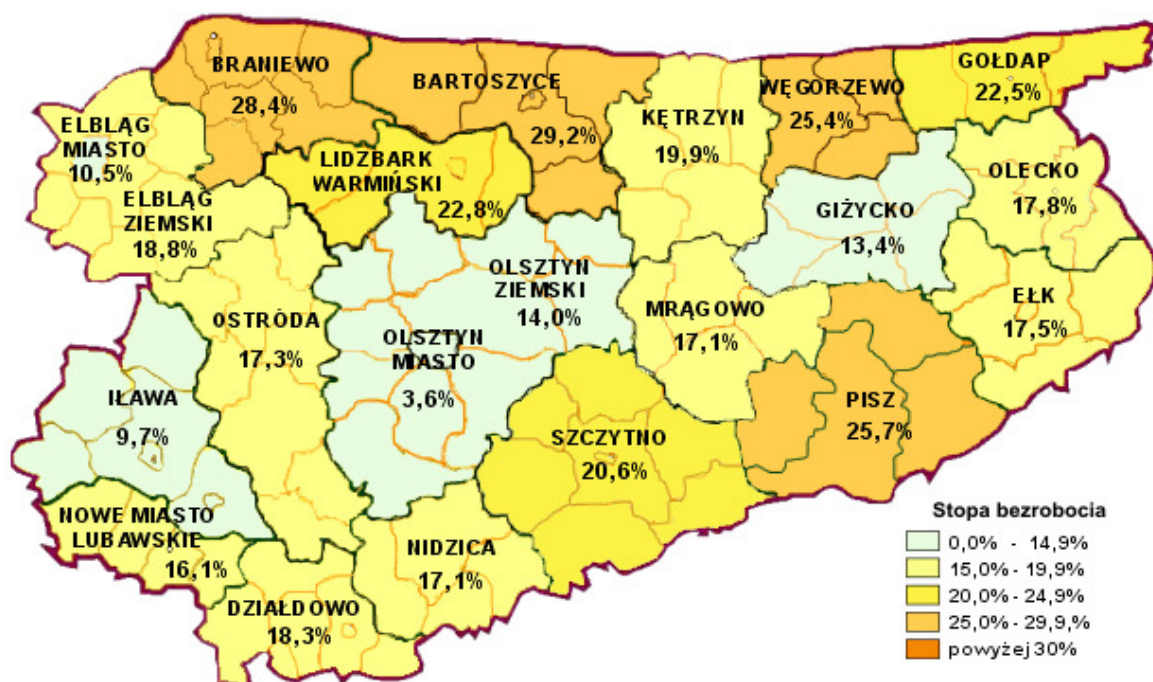 BRANIEWO
28,4%
BARTOSZYCE
29,2%
WĘGORZEWO
25,4%
GOŁDAP
22,5%
ELBLĄG
MIASTO
10,5%
KĘTRZYN
19,9%
LIDZBARK
WARMIŃSKI
22,8%
OLECKO
17,8%
ELBLĄG
ZIEMSKI
18,8%
GIŻYCKO
13,4%
OLSZTYN
ZIEMSKI
14,0%
OSTRÓDA
17,3%
MRĄGOWO
17,1%
EŁK
17,5%
OLSZTYN
MIASTO
3,6%
IŁAWA
9,7%
PISZ
25,7%
SZCZYTNO
20,6%
NOWE MIASTO
LUBAWSKIE
16,1%
NIDZICA
17,1%
DZIAŁDOWO
18,3%
Stopa bezrobocia
0,0% - 14,9%
15,0% - 19,9%
20,0% - 24,9%
25,0% - 29,9,%
powyżej 30%